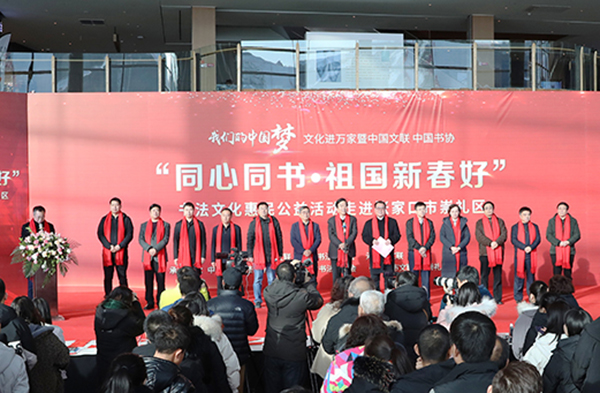 我们的中国梦 文化进万家暨中国文联 中国书协
好”
“同心同书·祖国新春好”
区
书法文化惠民公益活动走进张家口市崇礼区